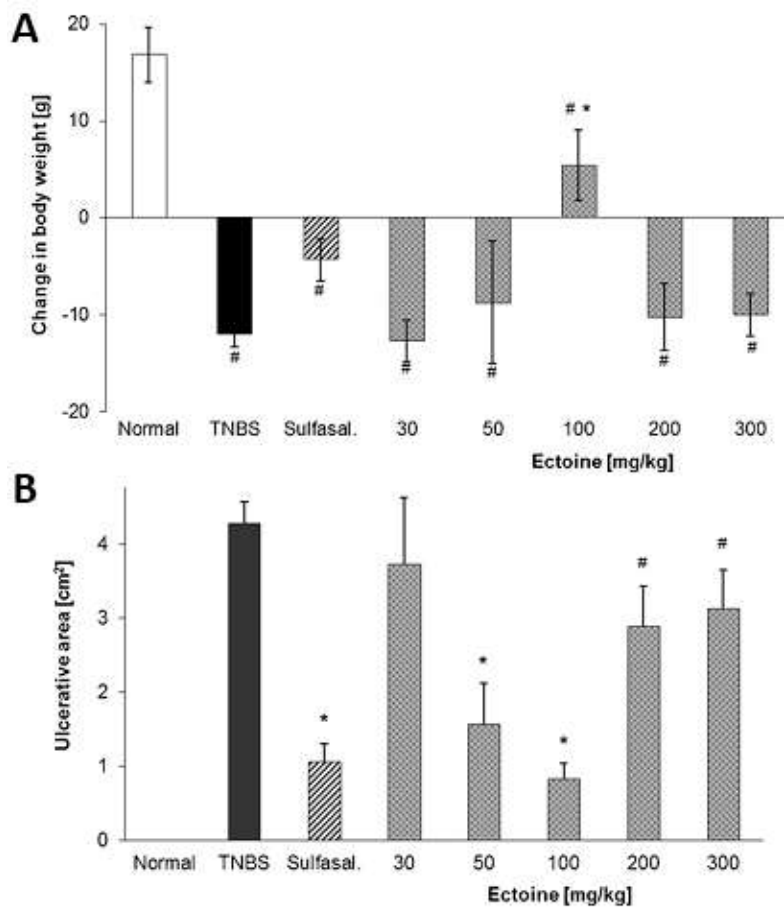 A
Change in body weight [g]
20
10
0
-10
-20
# *
#
#
#
#
#
#
Normal TNBS Sulfasal. 30 50 100 200 300
Ectoine [mg/kg]
B
Ulcerative area [cm²]
4
3
2
1
0
*
*
*
#
#
Normal TNBS Sulfasal. 30 50 100 200 300
Ectoine [mg/kg]